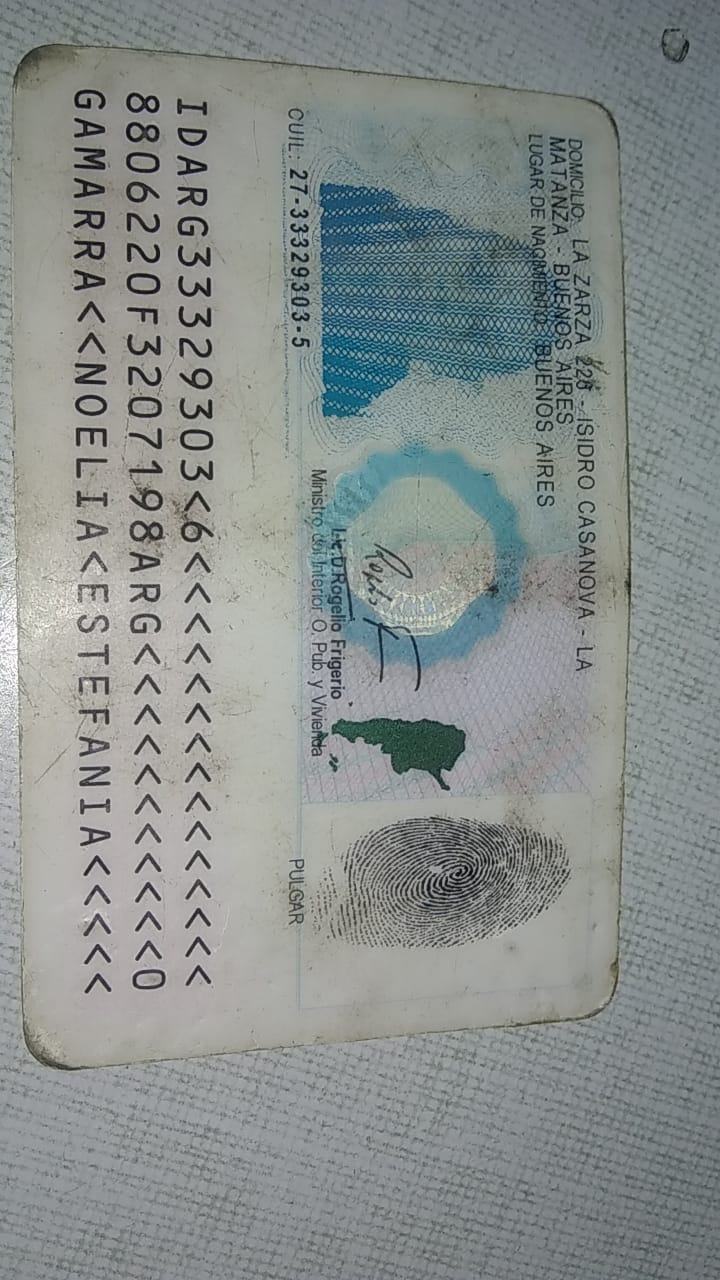 DOMICILIO: LA ZARZA 228 - ISIDRO CASANOVA - LA
MATANZA - BUENOS AIRES
LUGAR DE NACIMIENTO: BUENOS AIRES
CUIL: 27-33329303-5
Lic. D Rogelio Frigerio
Ministro del Interior O. Pub. y Vivienda
PULGAR
IDARG33329303<6<<<<<<<<<<<<<<<
8806220F3207198ARG<<<<<<<<<<<0
GAMARRA<<NOELIA<ESTEFANIA<<<<<